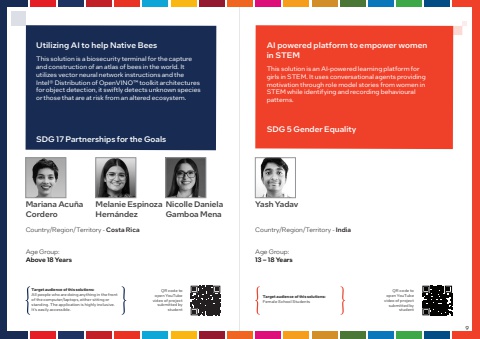 Utilizing AI to help Native Bees
This solution is a biosecurity terminal for the capture
and construction of an atlas of bees in the world. It
utilizes vector neural network instructions and the
Intel® Distribution of OpenVINO™ toolkit architectures
for object detection, it swiftly detects unknown species
or those that are at risk from an altered ecosystem.
SDG 17 Partnerships for the Goals
Mariana Acuña
Cordero
Melanie Espinoza
Hernández
Nicolle Daniela
Gamboa Mena
Country/Region/Territory - Costa Rica
Age Group:
Above 18 Years
Target audience of this solutions:
All people who are doing anything in the front
of the computer/laptops, either sitting or
standing. The application is highly inclusive.
It's easily accessible.
QR code to
open YouTube
video of project
submitted by
student
AI powered platform to empower women
in STEM
This solution is an AI-powered learning platform for
girls in STEM. It uses conversational agents providing
motivation through role model stories from women in
STEM while identifying and recording behavioural
patterns.
SDG 5 Gender Equality
Yash Yadav
Country/Region/Territory - India
Age Group:
13 – 18 Years
Target audience of this solutions:
Female School Students
QR code to
open YouTube
video of project
submitted by
student
9